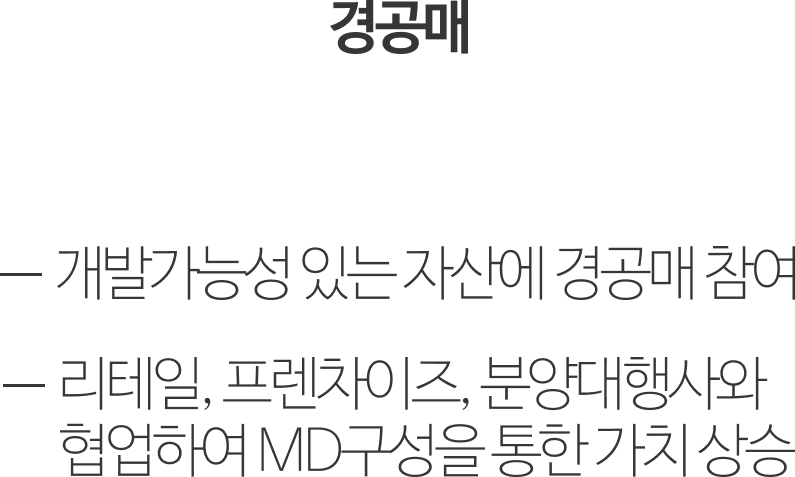 경공매
— 개발가능성 있는 자산에 경공매 참여
— 리테일, 프렌차이즈, 분양대행사와
협업하여 MD구성을 통한 가치 상승